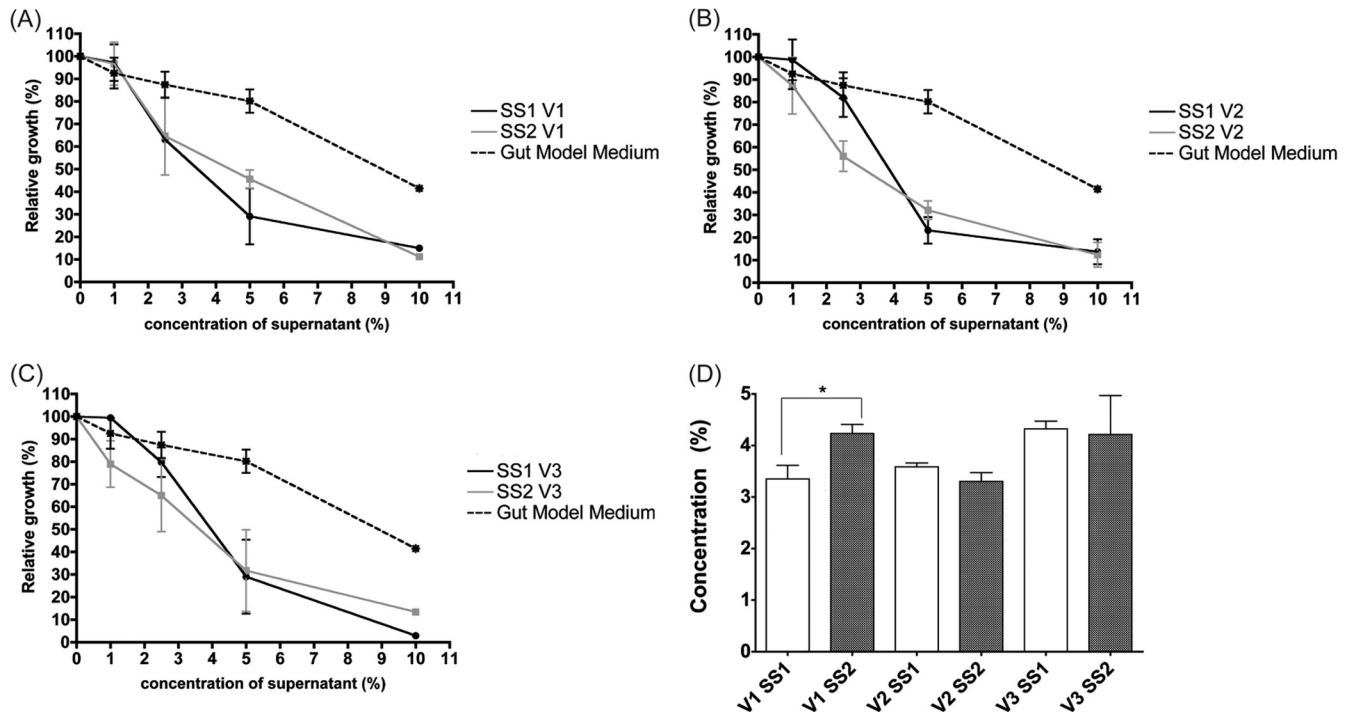 (A)
Relative growth (%)
110
100
90
80
70
60
50
40
30
20
10
0
0 1 2 3 4 5 6 7 8 9 10 11
concentration of supernatant (%)
SS1 V1
SS2 V1
Gut Model Medium
(B)
Relative growth (%)
110
100
90
80
70
60
50
40
30
20
10
0
0 1 2 3 4 5 6 7 8 9 10 11
concentration of supernatant (%)
SS1 V2
SS2 V2
Gut Model Medium
(C)
Relative growth (%)
110
100
90
80
70
60
50
40
30
20
10
0
0 1 2 3 4 5 6 7 8 9 10 11
concentration of supernatant (%)
SS1 V3
SS2 V3
Gut Model Medium
(D)
Concentration (%)
5
4
3
2
1
0
*
V1 SS1
V1 SS2
V2 SS1
V2 SS2
V3 SS1
V3 SS2